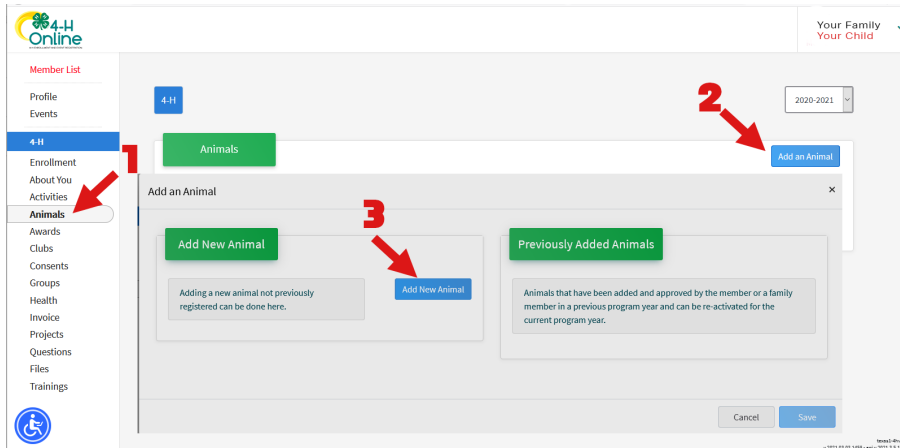 4-H
Online
Your Family
Your Child
Member List
Profile
Events
4-H
Enrollment
About You
Activities
Animals
Awards
Clubs
Consents
Groups
Health
Invoice
Projects
Questions
Files
Trainings
4-H
2020-2021
1
2
3
Animals
Add an Animal
Add an Animal
×
Add New Animal
Adding a new animal not previously
registered can be done here.
Add New Animal
Previously Added Animals
Animals that have been added and approved by the member or a family
member in a previous program year and can be re-activated for the
current program year.
Cancel
Save